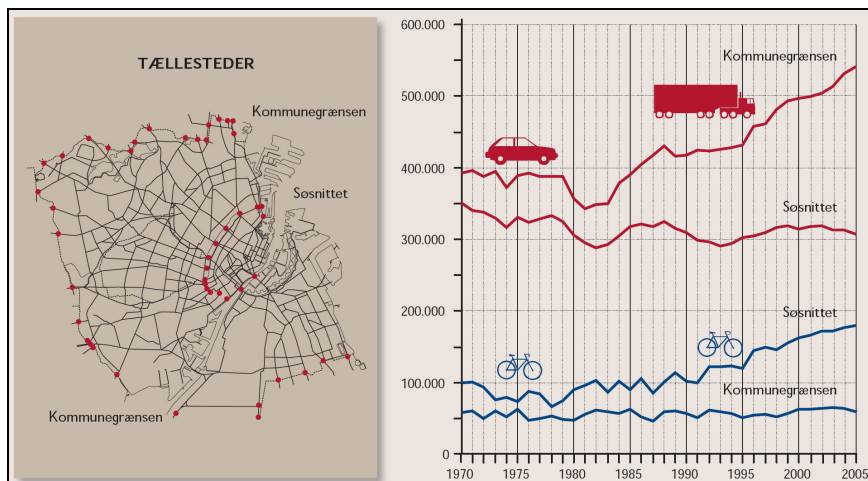 TÆLLESTEDER
Kommunegrænsen
Søsnittet
Kommunegrænsen
600.000
500.000
400.000
300.000
200.000
100.000
0
Kommunegrænsen
Søsnittet
Søsnittet
Kommunegrænsen
1970
1975
1980
1985
1990
1995
2000
2005